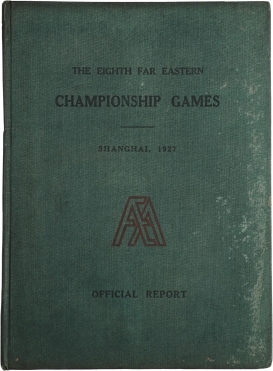 THE EIGHTH FAR EASTERN
CHAMPIONSHIP GAMES
SHANGHAI, 1927
OFFICIAL REPORT